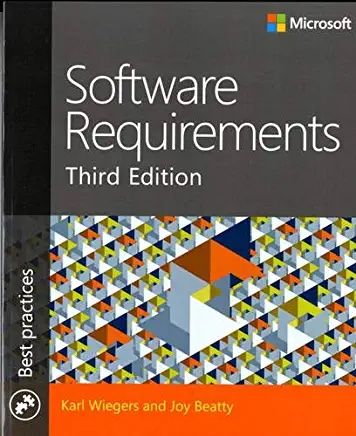 Microsoft
Software
Requirements
Third Edition
Best practices
Karl Wiegers and Joy Beatty